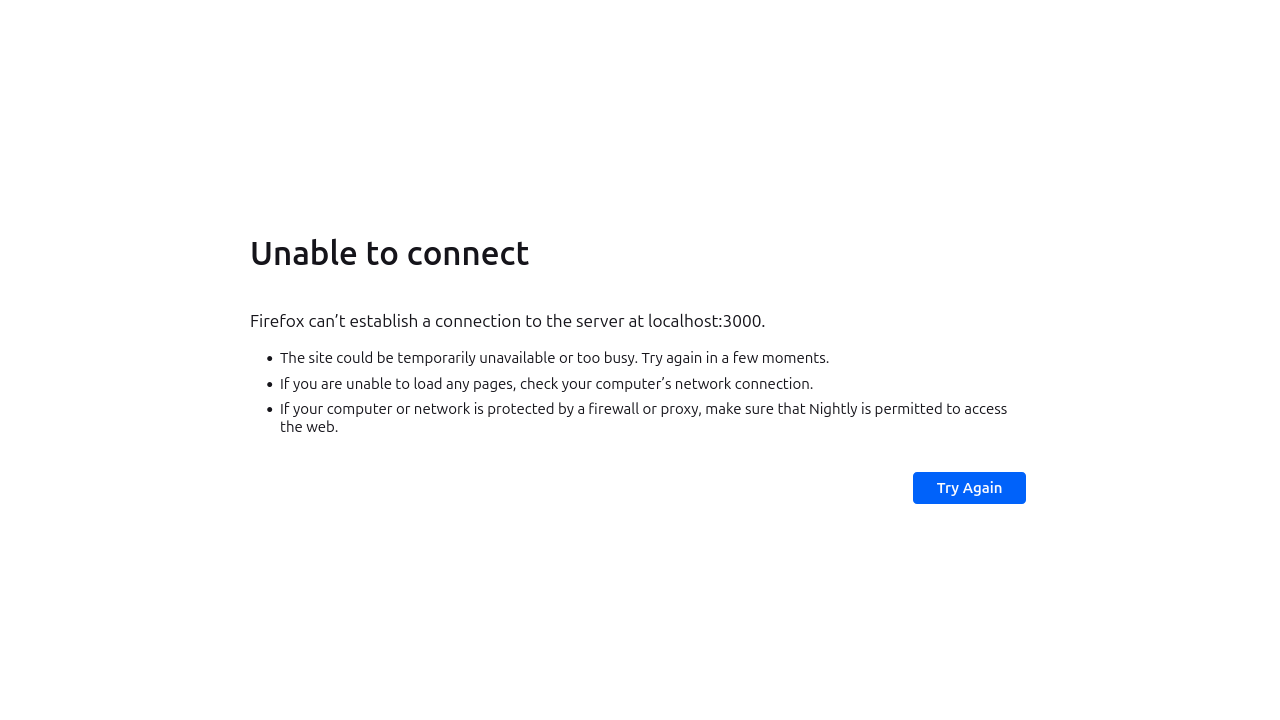 Unable to connect
Firefox can’t establish a connection to the server at localhost:3000.
• The site could be temporarily unavailable or too busy. Try again in a few moments.
• If you are unable to load any pages, check your computer’s network connection.
• If your computer or network is protected by a firewall or proxy, make sure that Nightly is permitted to access
the web.
Try Again